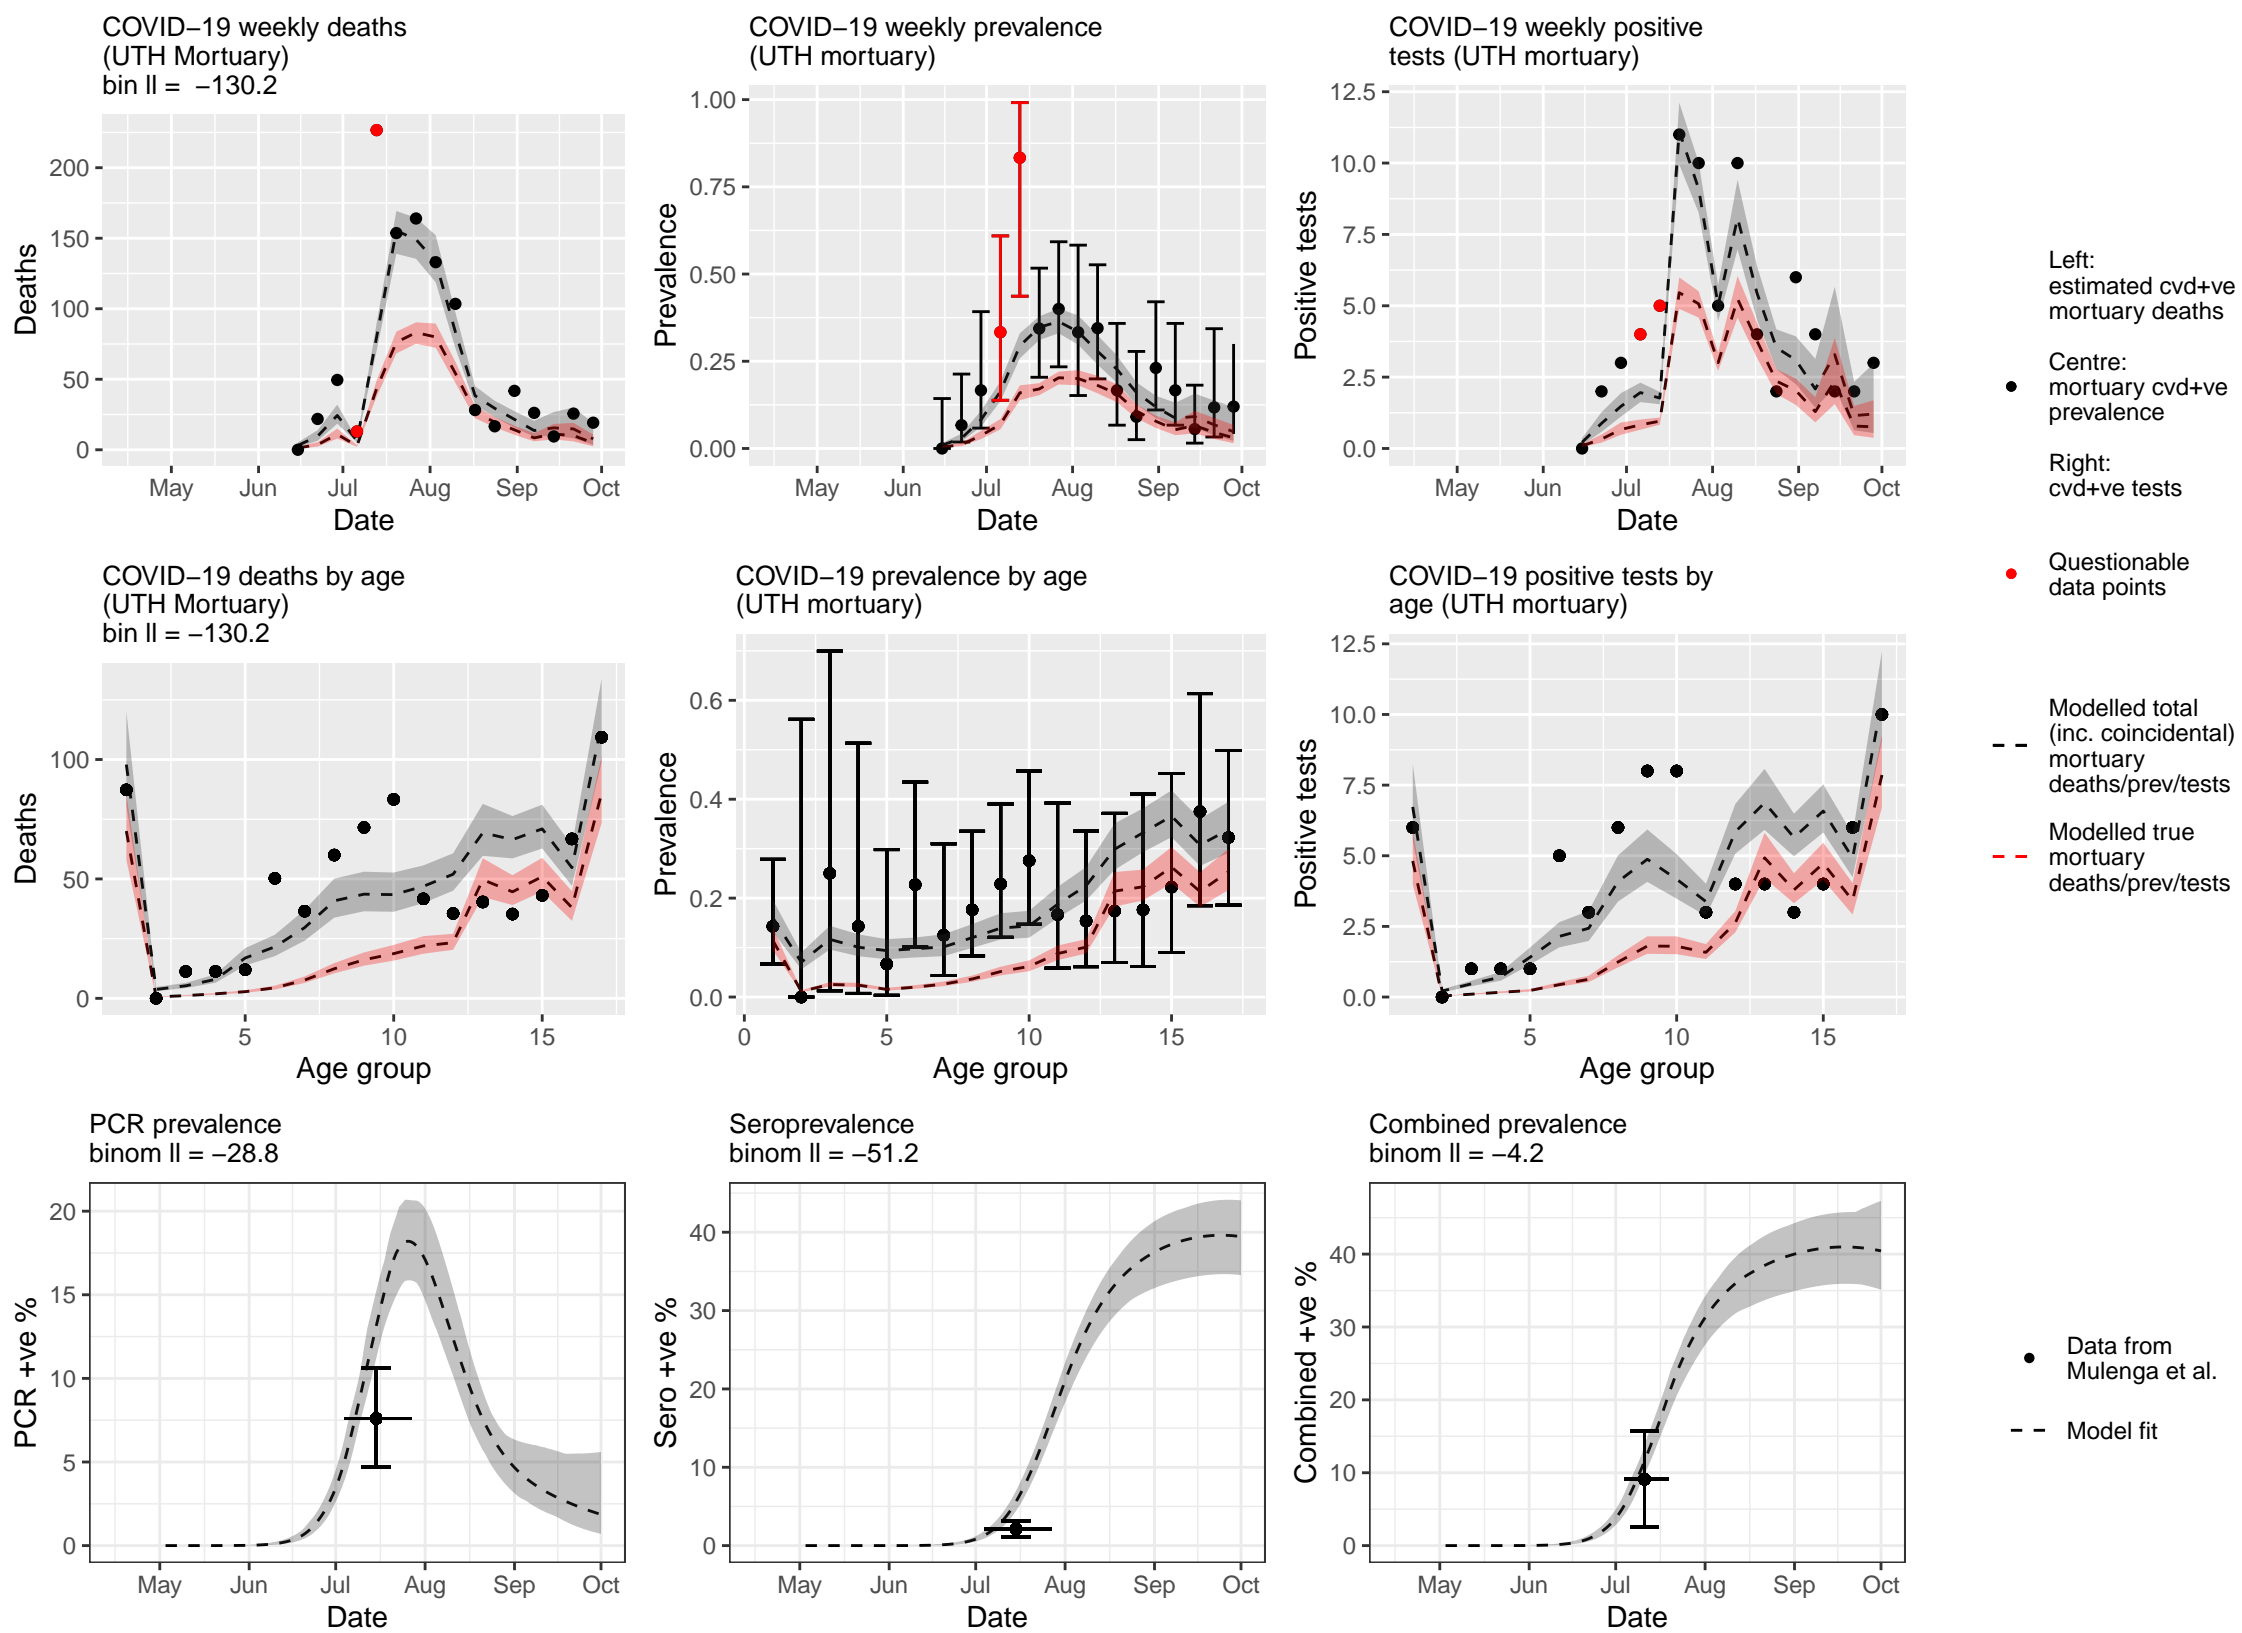 COVID−19 weekly deaths
(UTH Mortuary)
bin ll =  −130.2
200
150
100
50
0
Deaths
May
Jun
Jul
Aug
Sep
Oct
Date
COVID−19 weekly prevalence
(UTH mortuary)
1.00
0.75
0.50
0.25
0.00
Prevalence
May
Jun
Jul
Aug
Sep
Oct
Date
COVID−19 weekly positive
tests (UTH mortuary)
12.5
10.0
7.5
5.0
2.5
0.0
Positive tests
May
Jun
Jul
Aug
Sep
Oct
Date
Left:
estimated cvd+ve
mortuary deaths
Centre:
mortuary cvd+ve
prevalence
Right:
cvd+ve tests
Questionable
data points
Modelled total
(inc. coincidental)
mortuary
deaths/prev/tests
Modelled true
mortuary
deaths/prev/tests
COVID−19 deaths by age
(UTH Mortuary)
bin ll = −130.2
100
50
0
Deaths
5
10
15
Age group
COVID−19 prevalence by age
(UTH mortuary)
0.6
0.4
0.2
0.0
Prevalence
0
5
10
15
Age group
COVID−19 positive tests by
age (UTH mortuary)
12.5
10.0
7.5
5.0
2.5
0.0
Positive tests
5
10
15
Age group
PCR prevalence
binom ll = −28.8
20
15
10
5
0
PCR +ve %
May
Jun
Jul
Aug
Sep
Oct
Date
Seroprevalence
binom ll = −51.2
40
30
20
10
0
Sero +ve %
May
Jun
Jul
Aug
Sep
Oct
Date
Combined prevalence
binom ll = −4.2
40
30
20
10
0
Combined +ve %
May
Jun
Jul
Aug
Sep
Oct
Date
Data from
Mulenga et al.
Model fit